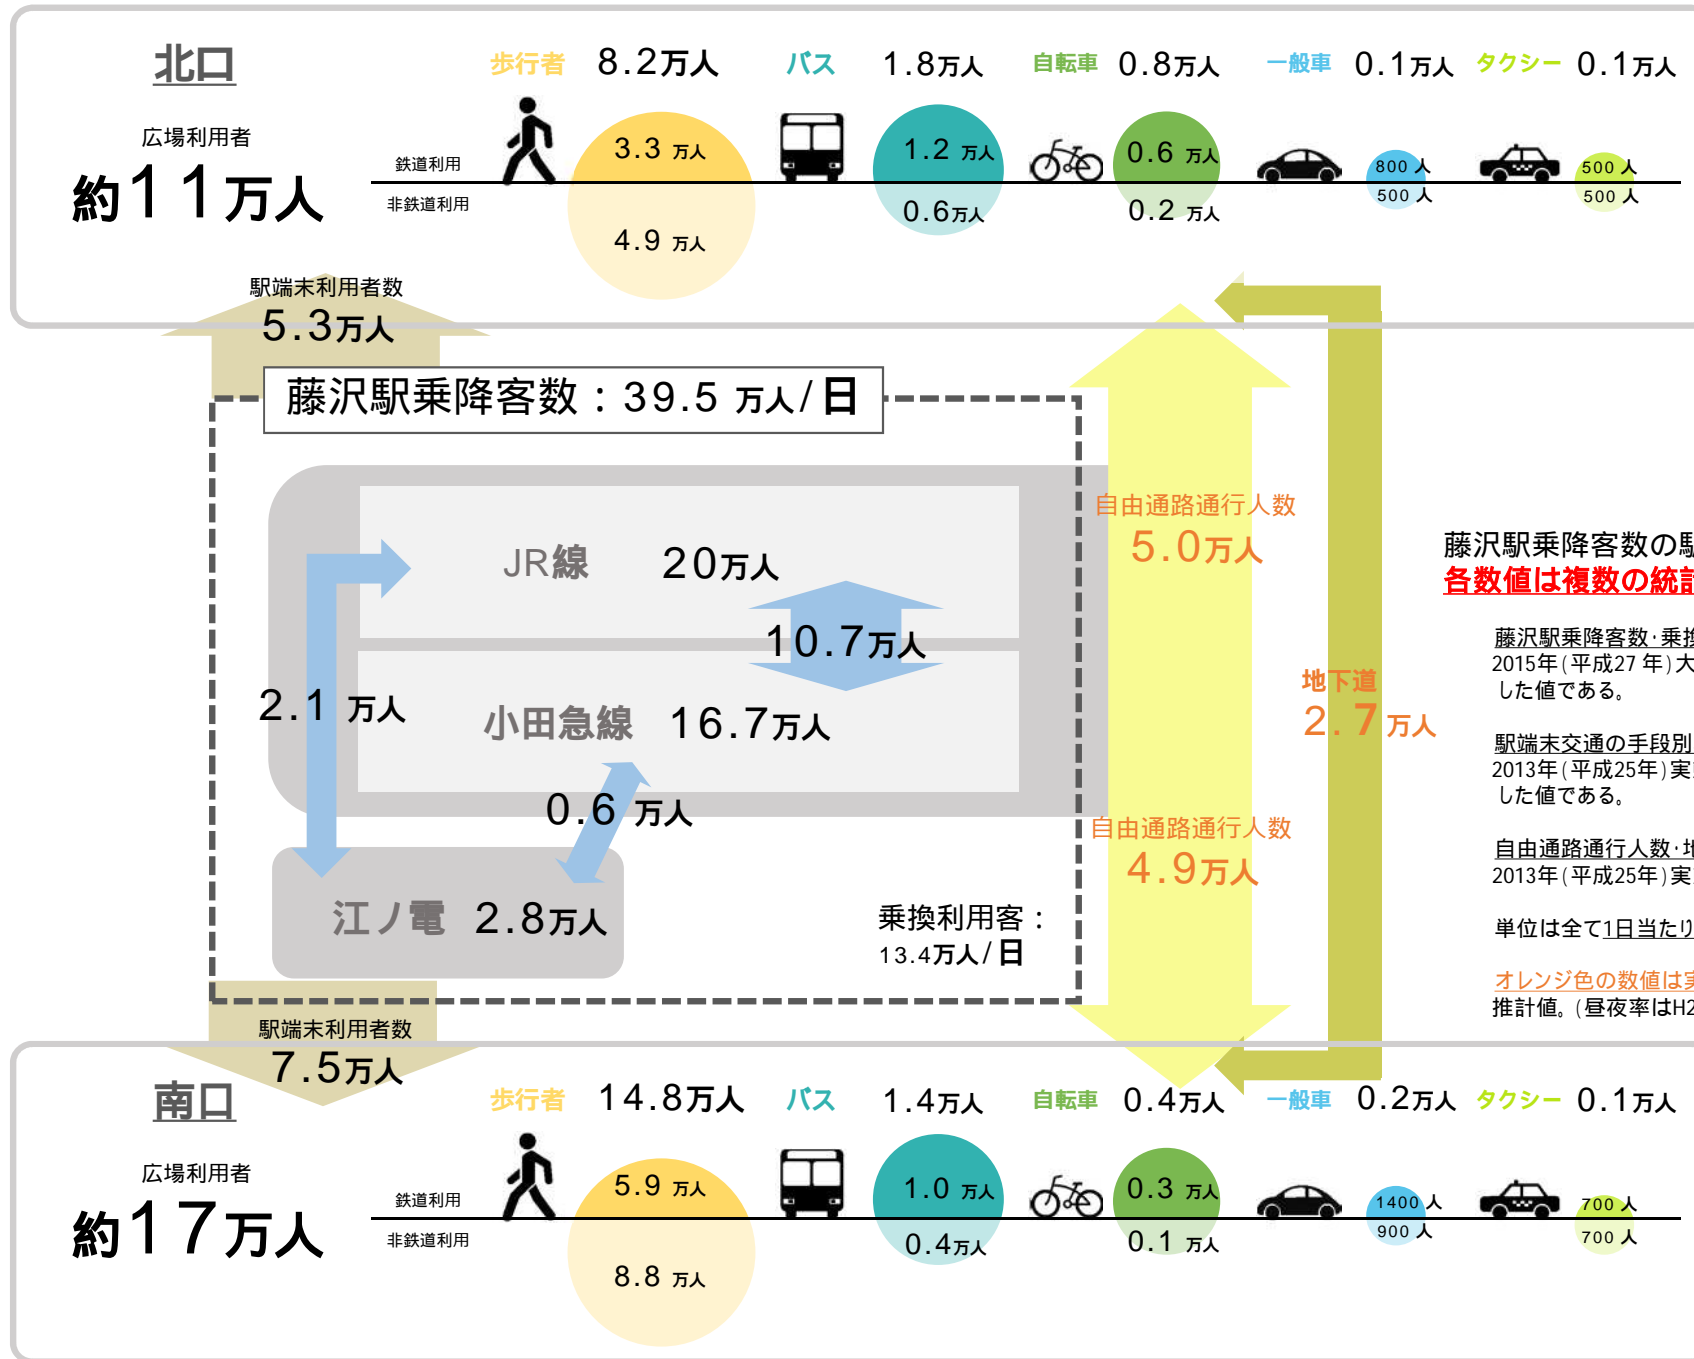 北口
歩行者 8.2万人 バス 1.8万人 自転車 0.8万人 一般車 0.1万人 タクシー 0.1万人
広場利用者
約11万人
鉄道利用 3.3 万人 1.2 万人 0.6 万人 800 人 500 人
非鉄道利用 4.9 万人 0.6万人 0.2 万人 500 人 500 人
駅端末利用者数
5.3万人
藤沢駅乗降客数：39.5 万人/日
JR線 20万人
10.7万人
2.1 万人
小田急線 16.7万人
0.6 万人
江ノ電 2.8万人
乗換利用客：
13.4万人/日
自由通路通行人数
5.0万人
自由通路通行人数
4.9万人
地下道
2.7万人
藤沢駅乗降客数の駅
各数値は複数の統計
藤沢駅乗降客数･乗換
2015年(平成27 年)大
した値である。
駅端末交通の手段別
2013年(平成25年)実
した値である。
自由通路通行人数･地
2013年(平成25年)実
単位は全て1日当たり
オレンジ色の数値は実
推計値。(昼夜率はH2
駅端末利用者数
7.5万人
南口
歩行者 14.8万人 バス 1.4万人 自転車 0.4万人 一般車 0.2万人 タクシー 0.1万人
広場利用者
約17万人
鉄道利用 5.9 万人 1.0 万人 0.3 万人 1400 人 700 人
非鉄道利用 8.8 万人 0.4万人 0.1 万人 900 人 700 人